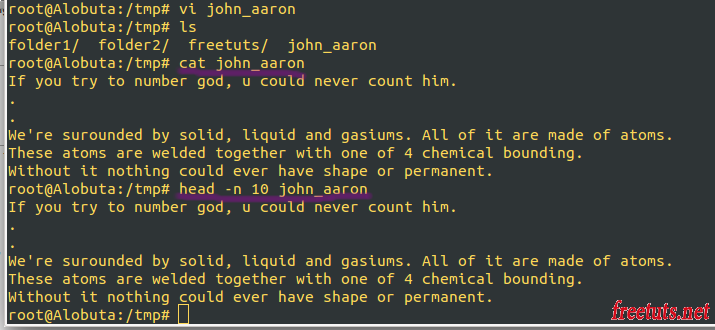 root@Alobuta:/tmp# vi john_aaron
root@Alobuta:/tmp# ls
folder1/  folder2/  freetuts/  john_aaron
root@Alobuta:/tmp# cat john_aaron
If you try to number god, u could never count him.
.
.
We're surounded by solid, liquid and gasiums. All of it are made of atoms.
These atoms are welded together with one of 4 chemical bounding.
Without it nothing could ever have shape or permanent.
root@Alobuta:/tmp# head -n 10 john_aaron
If you try to number god, u could never count him.
.
.
We're surounded by solid, liquid and gasiums. All of it are made of atoms.
These atoms are welded together with one of 4 chemical bounding.
Without it nothing could ever have shape or permanent.
root@Alobuta:/tmp#
freetuts.net